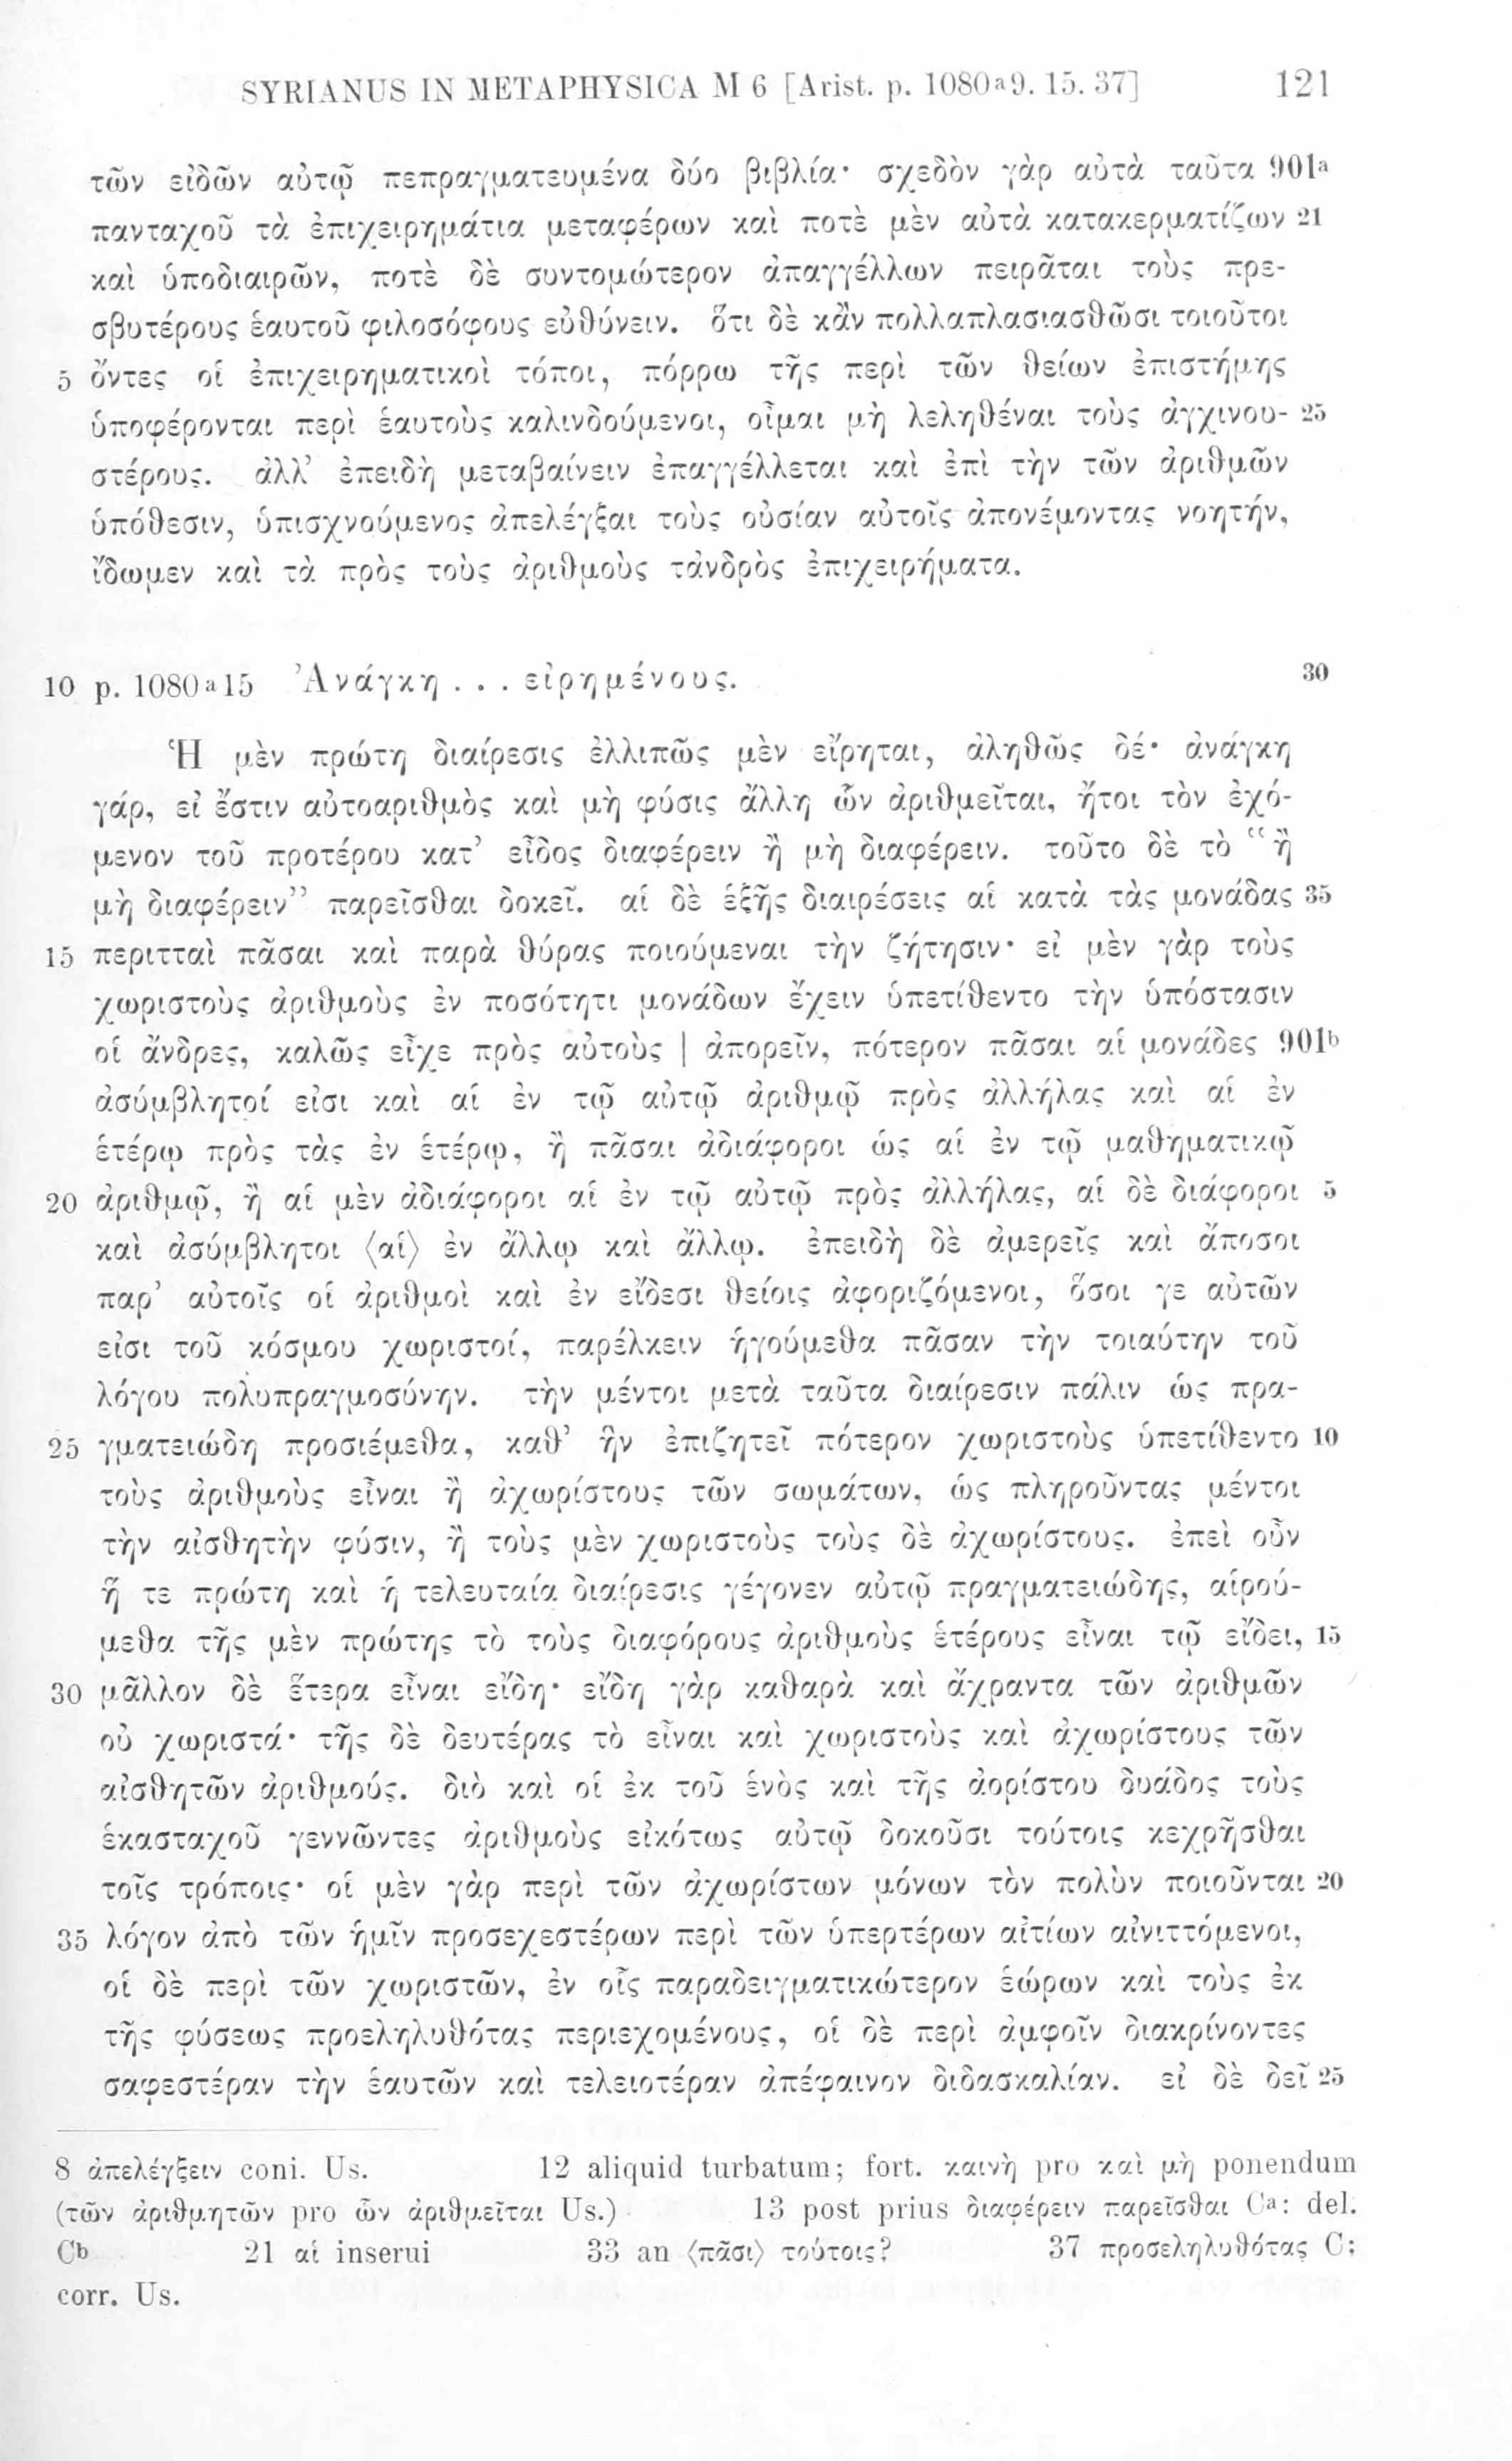 SYRIANUS IN METAPHYSICA M 6 [Arist. p. 1080a9. 15. 37] 121
τῶν εἰδῶν αὐτῷ πεπραγματευμένα δύο βιβλία· σχεδὸν γὰρ αὐτὰ ταῦτα 901a
πανταχοῦ τὰ ἐπιχειρημάτια μεταφέρων καὶ ποτὲ μὲν αὐτὰ κατακερματίζων 21
καὶ ὑποδιαιρῶν, ποτὲ δὲ συντομώτερον ἀπαγγέλλων πειρᾶται τοὺς πρε-
σβυτέρους ἑαυτοῦ φιλοσόφους εὐθύνειν. ὅτι δὲ κἂν πολλαπλασιασθῶσι τοιοῦτοι
5 ὄντες οἱ ἐπιχειρηματικοὶ τόποι, πόρρω τῆς περὶ τῶν θείων ἐπιστήμης
ὑποφέρονται περὶ ἑαυτοὺς καλινδούμενοι, οἶμαι μὴ λεληθέναι τοὺς ἀγχινου- 25
στέρους. ἀλλ’ ἐπειδὴ μεταβαίνειν ἐπαγγέλλεται καὶ ἐπὶ τὴν τῶν ἀριθμῶν
ὑπόθεσιν, ὑπισχνούμενος ἀπελέγξαι τοὺς οὐσίαν αὐτοῖς ἀπονέμοντας νοητήν,
ἴδωμεν καὶ τὰ πρὸς τοὺς ἀριθμοὺς τἀνδρὸς ἐπιχειρήματα.
10 p. 1080a15 Ἀνάγκη . . . εἰρημένους. 30
Ἡ μὲν πρώτη διαίρεσις ἐλλιπῶς μὲν εἴρηται, ἀληθῶς δέ· ἀνάγκη
γάρ, εἰ ἔστιν αὐτοαριθμὸς καὶ μὴ φύσις ἄλλη ὧν ἀριθμεῖται, ἤτοι τὸν ἐχό-
μενον τοῦ προτέρου κατ’ εἶδος διαφέρειν ἢ μὴ διαφέρειν. τοῦτο δὲ τὸ “ἢ
μὴ διαφέρειν” παρεῖσθαι δοκεῖ. αἱ δὲ ἑξῆς διαιρέσεις αἱ κατὰ τὰς μονάδας 35
15 περιτταὶ πᾶσαι καὶ παρὰ θύρας ποιούμεναι τὴν ζήτησιν· εἰ μὲν γὰρ τοὺς
χωριστοὺς ἀριθμοὺς ἐν ποσότητι μονάδων ἔχειν ὑπετίθεντο τὴν ὑπόστασιν
οἱ ἄνδρες, καλῶς εἶχε πρὸς αὐτοὺς | ἀπορεῖν, πότερον πᾶσαι αἱ μονάδες 901b
ἀσύμβλητοί εἰσι καὶ αἱ ἐν τῷ αὐτῷ ἀριθμῷ πρὸς ἀλλήλας καὶ αἱ ἐν
ἑτέρῳ πρὸς τὰς ἐν ἑτέρῳ, ἢ πᾶσαι ἀδιάφοροι ὡς αἱ ἐν τῷ μαθηματικῷ
20 ἀριθμῷ, ἢ αἱ μὲν ἀδιάφοροι αἱ ἐν τῷ αὐτῷ πρὸς ἀλλήλας, αἱ δὲ διάφοροι 5
καὶ ἀσύμβλητοι ⟨αἱ⟩ ἐν ἄλλῳ καὶ ἄλλῳ. ἐπειδὴ δὲ ἀμερεῖς καὶ ἄποσοι
παρ’ αὐτοῖς οἱ ἀριθμοὶ καὶ ἐν εἴδεσι θείοις ἀφοριζόμενοι, ὅσοι γε αὐτῶν
εἰσι τοῦ κόσμου χωριστοί, παρέλκειν ἡγούμεθα πᾶσαν τὴν τοιαύτην τοῦ
λόγου πολυπραγμοσύνην. τὴν μέντοι μετὰ ταῦτα διαίρεσιν πάλιν ὡς πρα-
25 γματειώδη προσιέμεθα, καθ’ ἣν ἐπιζητεῖ πότερον χωριστοὺς ὑπετίθεντο 10
τοὺς ἀριθμοὺς εἶναι ἢ ἀχωρίστους τῶν σωμάτων, ὡς πληροῦντας μέντοι
τὴν αἰσθητὴν φύσιν, ἢ τοὺς μὲν χωριστοὺς τοὺς δὲ ἀχωρίστους. ἐπεὶ οὖν
ἥ τε πρώτη καὶ ἡ τελευταία διαίρεσις γέγονεν αὐτῷ πραγματειώδης, αἱρού-
μεθα τῆς μὲν πρώτης τὸ τοὺς διαφόρους ἀριθμοὺς ἑτέρους εἶναι τῷ εἴδει, 15
30 μᾶλλον δὲ ἕτερα εἶναι εἴδη· εἴδη γὰρ καθαρὰ καὶ ἄχραντα τῶν ἀριθμῶν
οὐ χωριστά· τῆς δὲ δευτέρας τὸ εἶναι καὶ χωριστοὺς καὶ ἀχωρίστους τῶν
αἰσθητῶν ἀριθμούς. διὸ καὶ οἱ ἐκ τοῦ ἑνὸς καὶ τῆς ἀορίστου δυάδος τοὺς
ἑκασταχοῦ γεννῶντες ἀριθμοὺς εἰκότως αὐτῷ δοκοῦσι τούτοις κεχρῆσθαι
τοῖς τρόποις· οἱ μὲν γὰρ περὶ τῶν ἀχωρίστων μόνων τὸν πολὺν ποιοῦνται 20
35 λόγον ἀπὸ τῶν ἡμῖν προσεχεστέρων περὶ τῶν ὑπερτέρων αἰτίων αἰνιττόμενοι,
οἱ δὲ περὶ τῶν χωριστῶν, ἐν οἷς παραδειγματικώτερον ἑώρων καὶ τοὺς ἐκ
τῆς φύσεως προεληλυθότας περιεχομένους, οἱ δὲ περὶ ἀμφοῖν διακρίνοντες
σαφεστέραν τὴν ἑαυτῶν καὶ τελειοτέραν ἀπέφαινον διδασκαλίαν. εἰ δὲ δεῖ 25
8 ἀπελέγξειν coni. Us. 12 aliquid turbatum; fort. καινὴ pro καὶ μὴ ponendum
(τῶν ἀριθμητῶν pro ὧν ἀριθμεῖται Us.) 13 post prius διαφέρειν παρεῖσθαι Ca: del.
Cb 21 αἱ inserui 33 an ⟨πᾶσι⟩ τούτοις? 37 προσεληλυθότας C;
corr. Us.